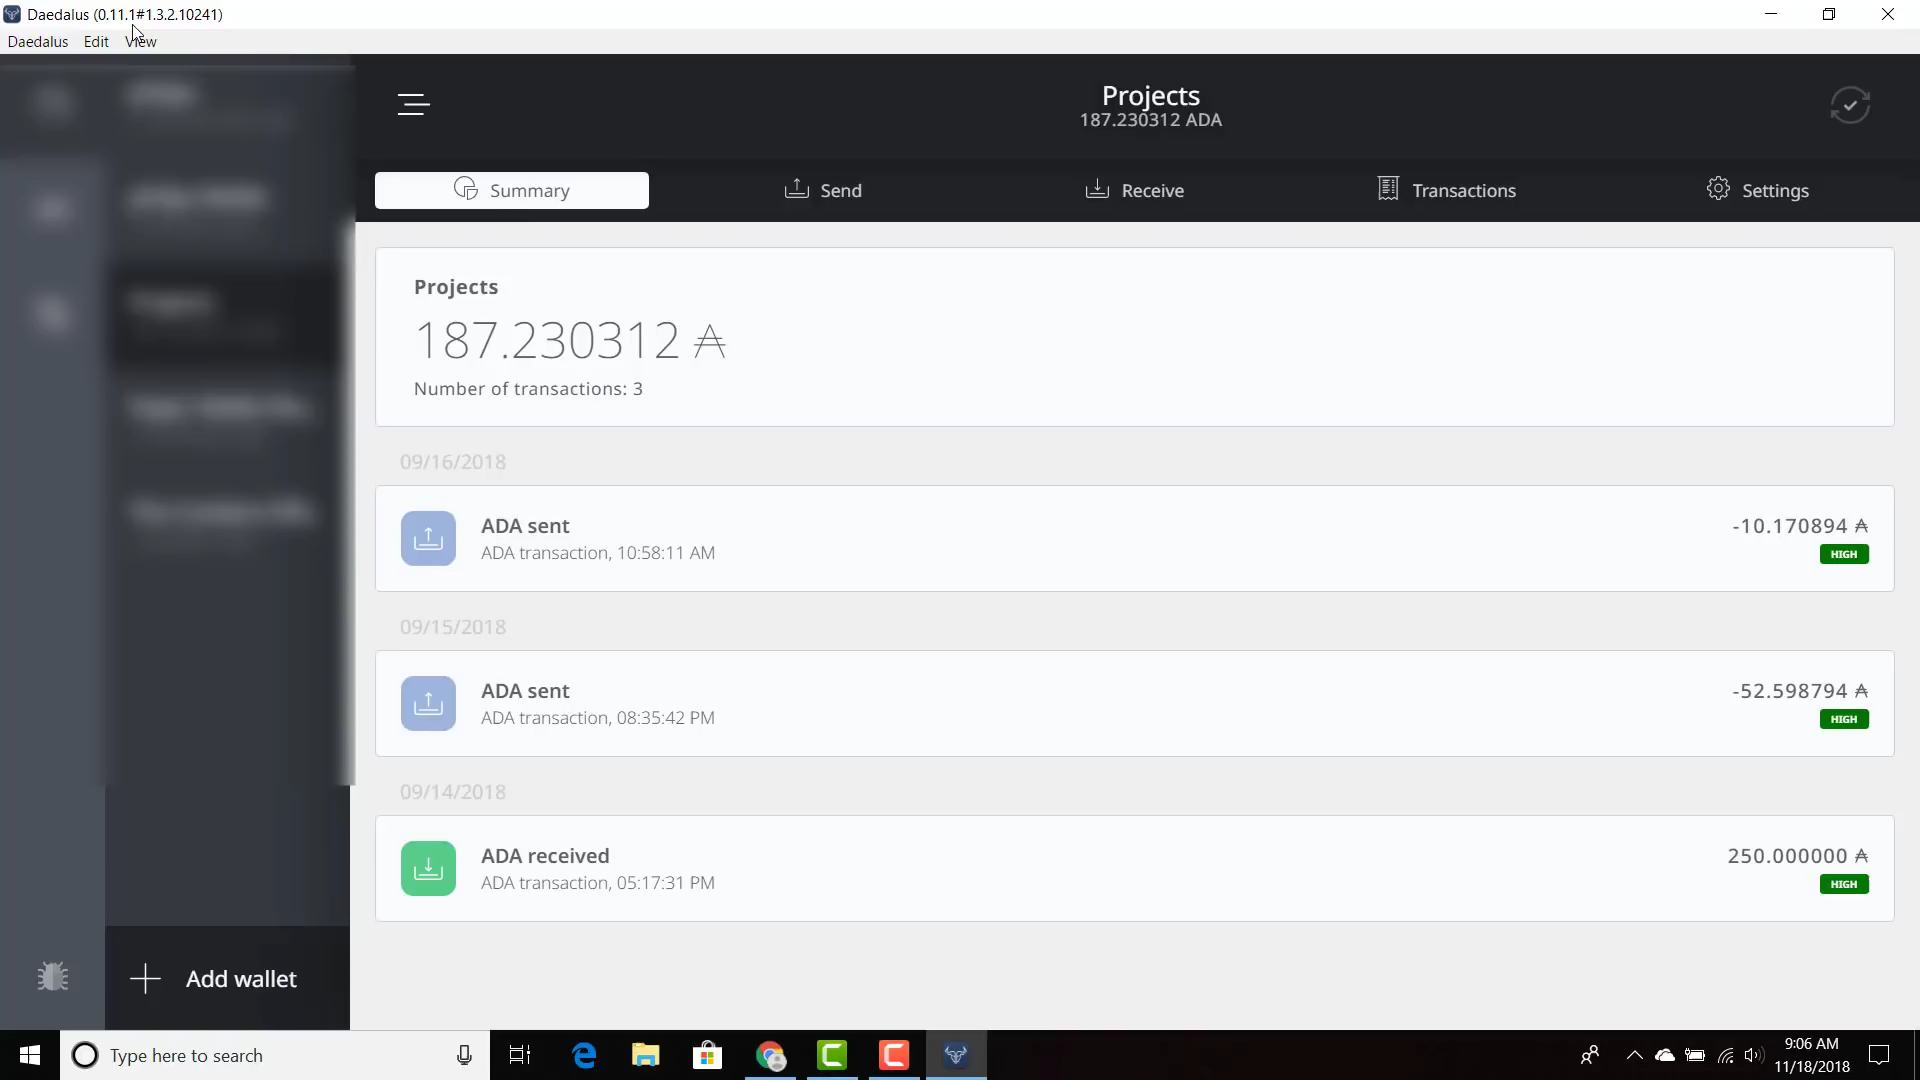 Daedalus (0.11.1#1.3.2.10241)
Daedalus Edit View
Projects
187.230312 ADA
Summary
Send
Receive
Transactions
Settings
Projects
187.230312 ₳
Number of transactions: 3
09/16/2018
ADA sent
-10.170894 ₳
ADA transaction, 10:58:11 AM
HIGH
09/15/2018
ADA sent
-52.598794 ₳
ADA transaction, 08:35:42 PM
HIGH
09/14/2018
ADA received
250.000000 ₳
ADA transaction, 05:17:31 PM
HIGH
Add wallet
Type here to search
9:06 AM
11/18/2018